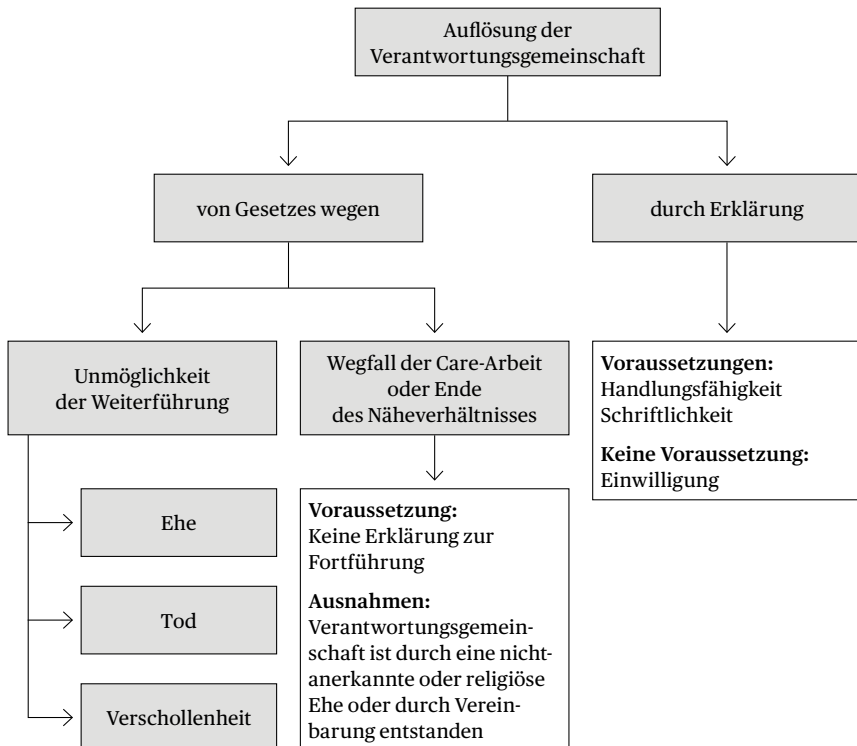 Auflösung der
Verantwortungsgemeinschaft
von Gesetzes wegen
durch Erklärung
Unmöglichkeit
der Weiterführung
Wegfall der Care-Arbeit
oder Ende
des Näheverhältnisses
Voraussetzungen:
Handlungsfähigkeit
Schriftlichkeit
Keine Voraussetzung:
Einwilligung
Ehe
Tod
Verschollenheit
Voraussetzung:
Keine Erklärung zur
Fortführung
Ausnahmen:
Verantwortungsgemein-
schaft ist durch eine nicht-
anerkannte oder religiöse
Ehe oder durch Verein-
barung entstanden